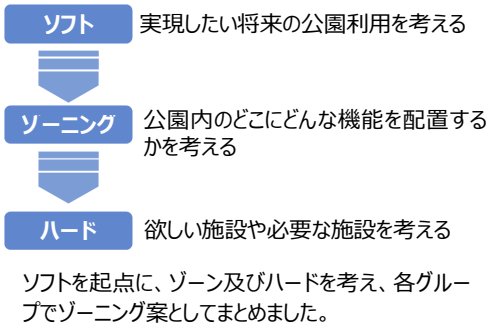 ソフト 実現したい将来の公園利用を考える
ゾーニング 公園内のどこにどんな機能を配置する
かを考える
ハード 欲しい施設や必要な施設を考える
ソフトを起点に、ゾーン及びハードを考え、各グルー
プでゾーニング案としてまとめました。